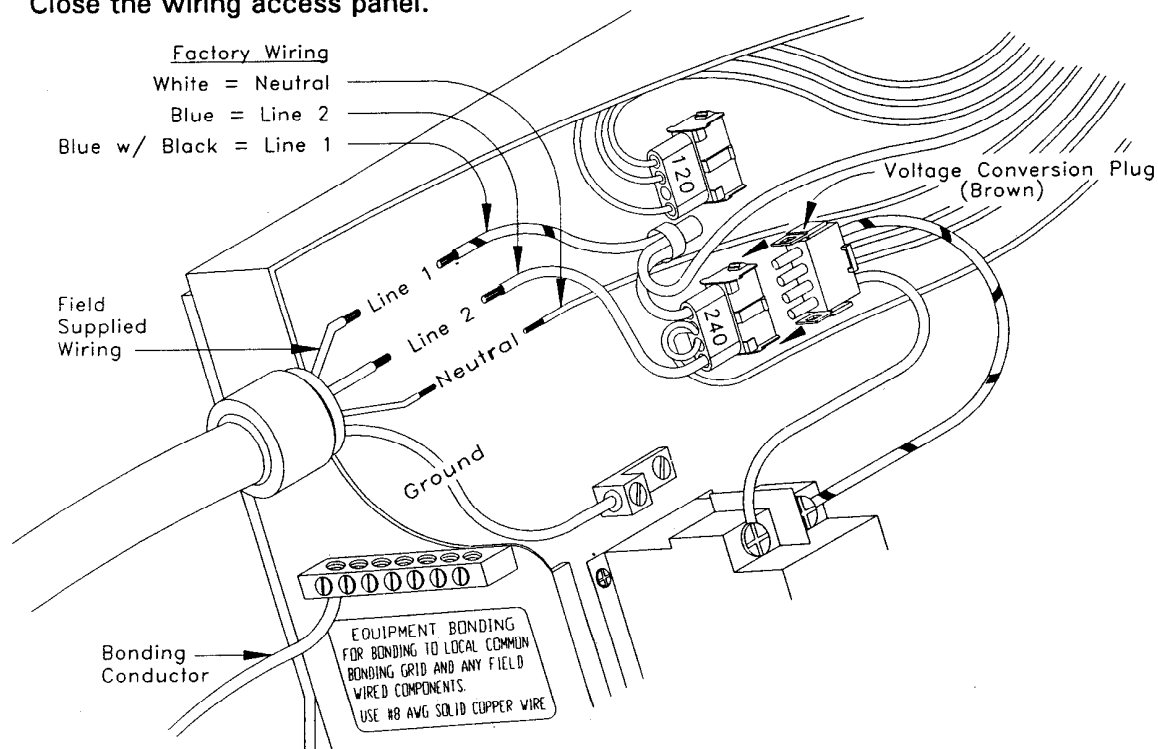 Close the wiring access panel.
Factory Wiring
White = Neutral
Blue = Line 2
Blue w/ Black = Line 1
120
Voltage Conversion Plug
(Brown)
Line 1
Field
Supplied
Wiring
Line 2
240
Neutral
Ground
Bonding
Conductor
EQUIPMENT BONDING
FOR BONDING TO LOCAL COMMUN
BONDING GRID AND ANY FIELD
WIRED COMPONENTS.
USE #8 AWG SOLID COPPER WIRE